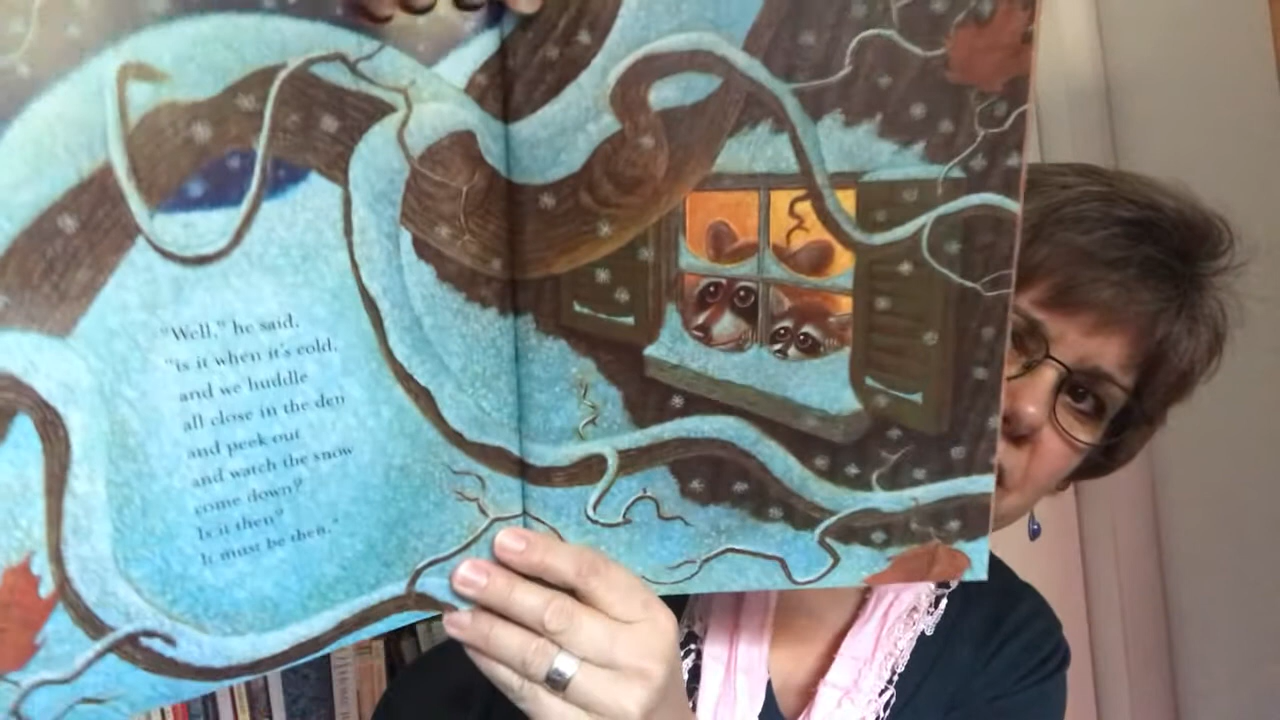 "Well," he said,
"is it when it's cold,
and we huddle
all close in the den
and peek out
and watch the snow
come down?
Is it then?
It must be then."